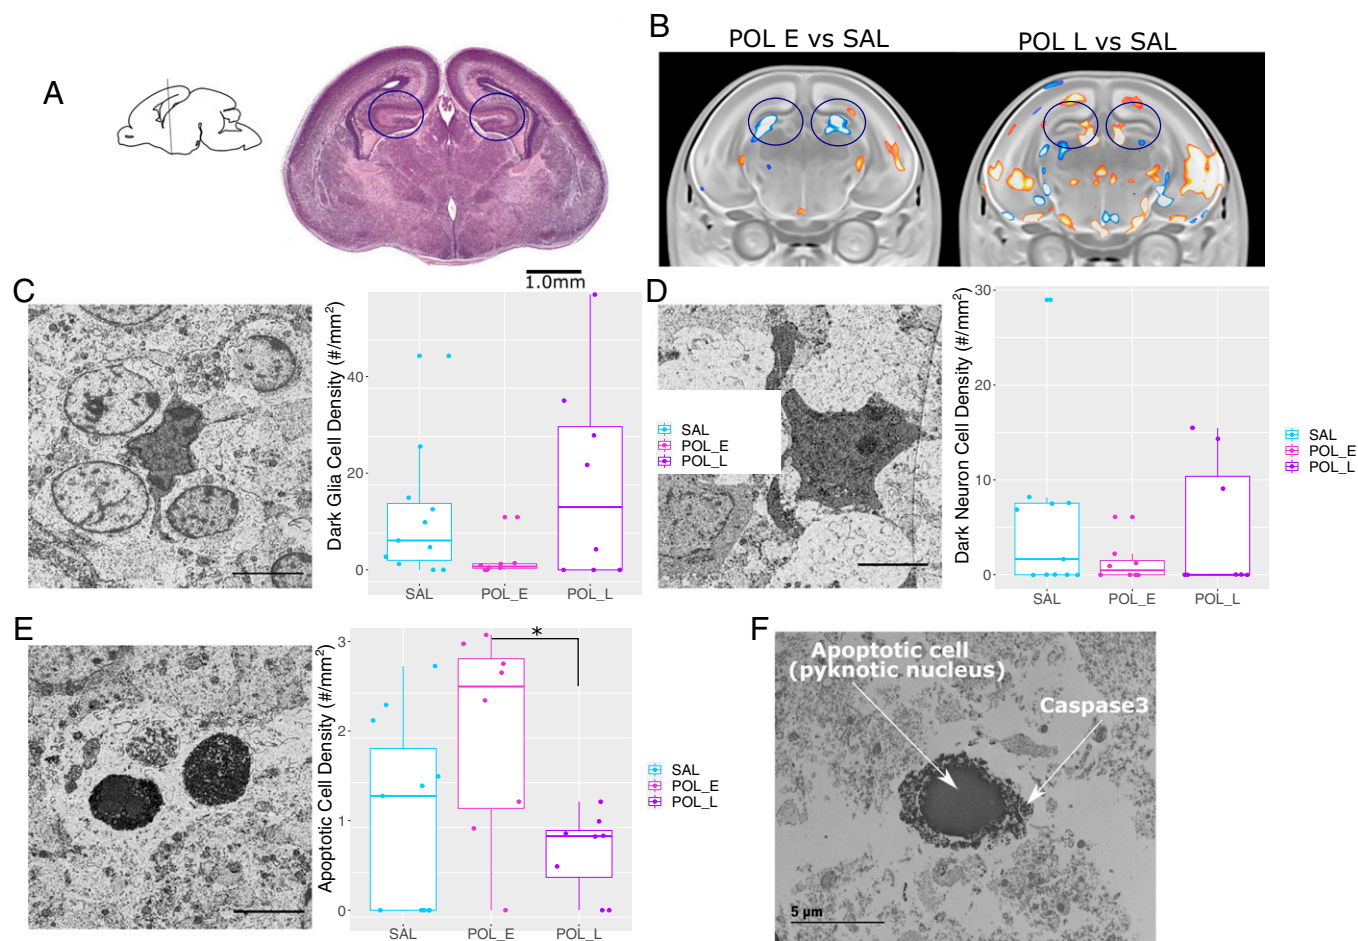 A
1.0mm
B
POL E vs SAL
POL L vs SAL
C
Dark Glia Cell Density (#/mm²)
40
20
0
SAL
POL_E
POL_L
SAL
POL_E
POL_L
D
Dark Neuron Cell Density (#/mm²)
30
20
10
0
SAL
POL_E
POL_L
SAL
POL_E
POL_L
E
Apoptotic Cell Density (#/mm²)
3
2
1
0
*
SAL
POL_E
POL_L
SAL
POL_E
POL_L
F
Apoptotic cell
(pyknotic nucleus)
Caspase3
5 µm